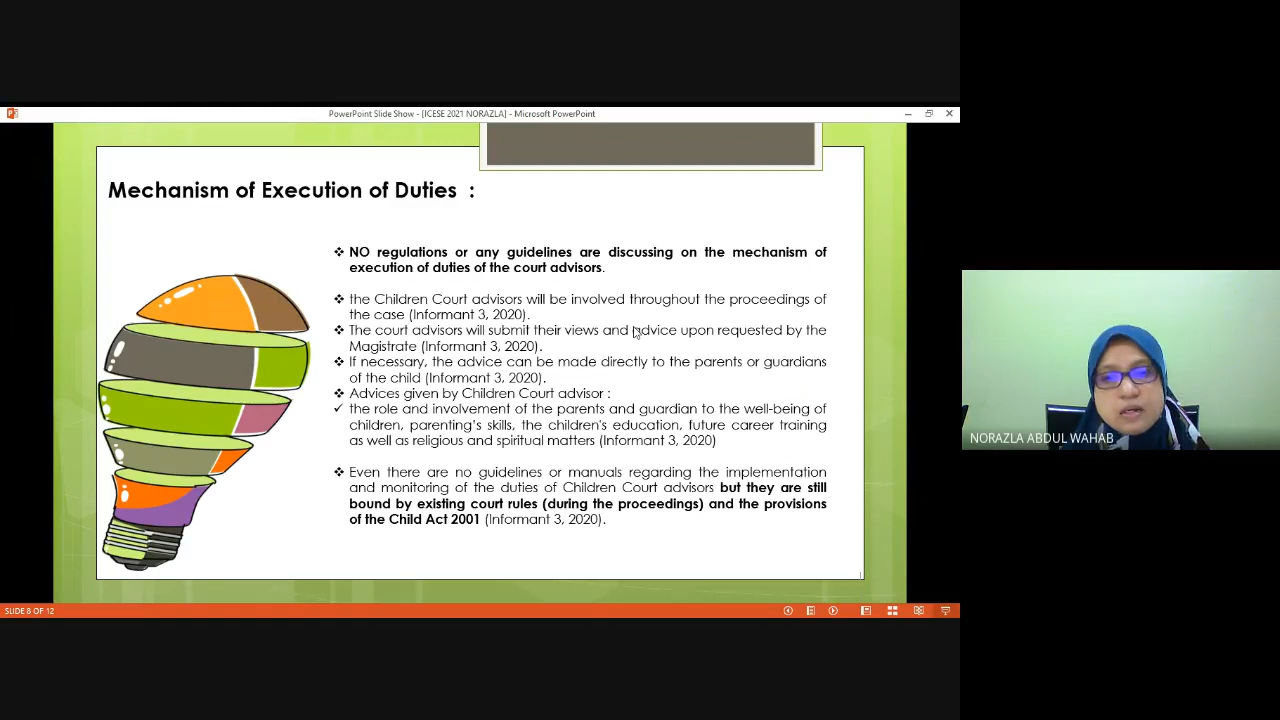 PowerPoint Slide Show - [ICESE 2021 NORAZLA] - Microsoft PowerPoint
Mechanism of Execution of Duties :
❖ NO regulations or any guidelines are discussing on the mechanism of
execution of duties of the court advisors.
❖ the Children Court advisors will be involved throughout the proceedings of
the case (Informant 3, 2020).
❖ The court advisors will submit their views and advice upon requested by the
Magistrate (Informant 3, 2020).
❖ If necessary, the advice can be made directly to the parents or guardians
of the child (Informant 3, 2020).
❖ Advices given by Children Court advisor :
✓ the role and involvement of the parents and guardian to the well-being of
children, parenting's skills, the children's education, future career training
as well as religious and spiritual matters (Informant 3, 2020)
❖ Even there are no guidelines or manuals regarding the implementation
and monitoring of the duties of Children Court advisors but they are still
bound by existing court rules (during the proceedings) and the provisions
of the Child Act 2001 (Informant 3, 2020).
SLIDE 8 OF 12
NORAZLA ABDUL WAHAB